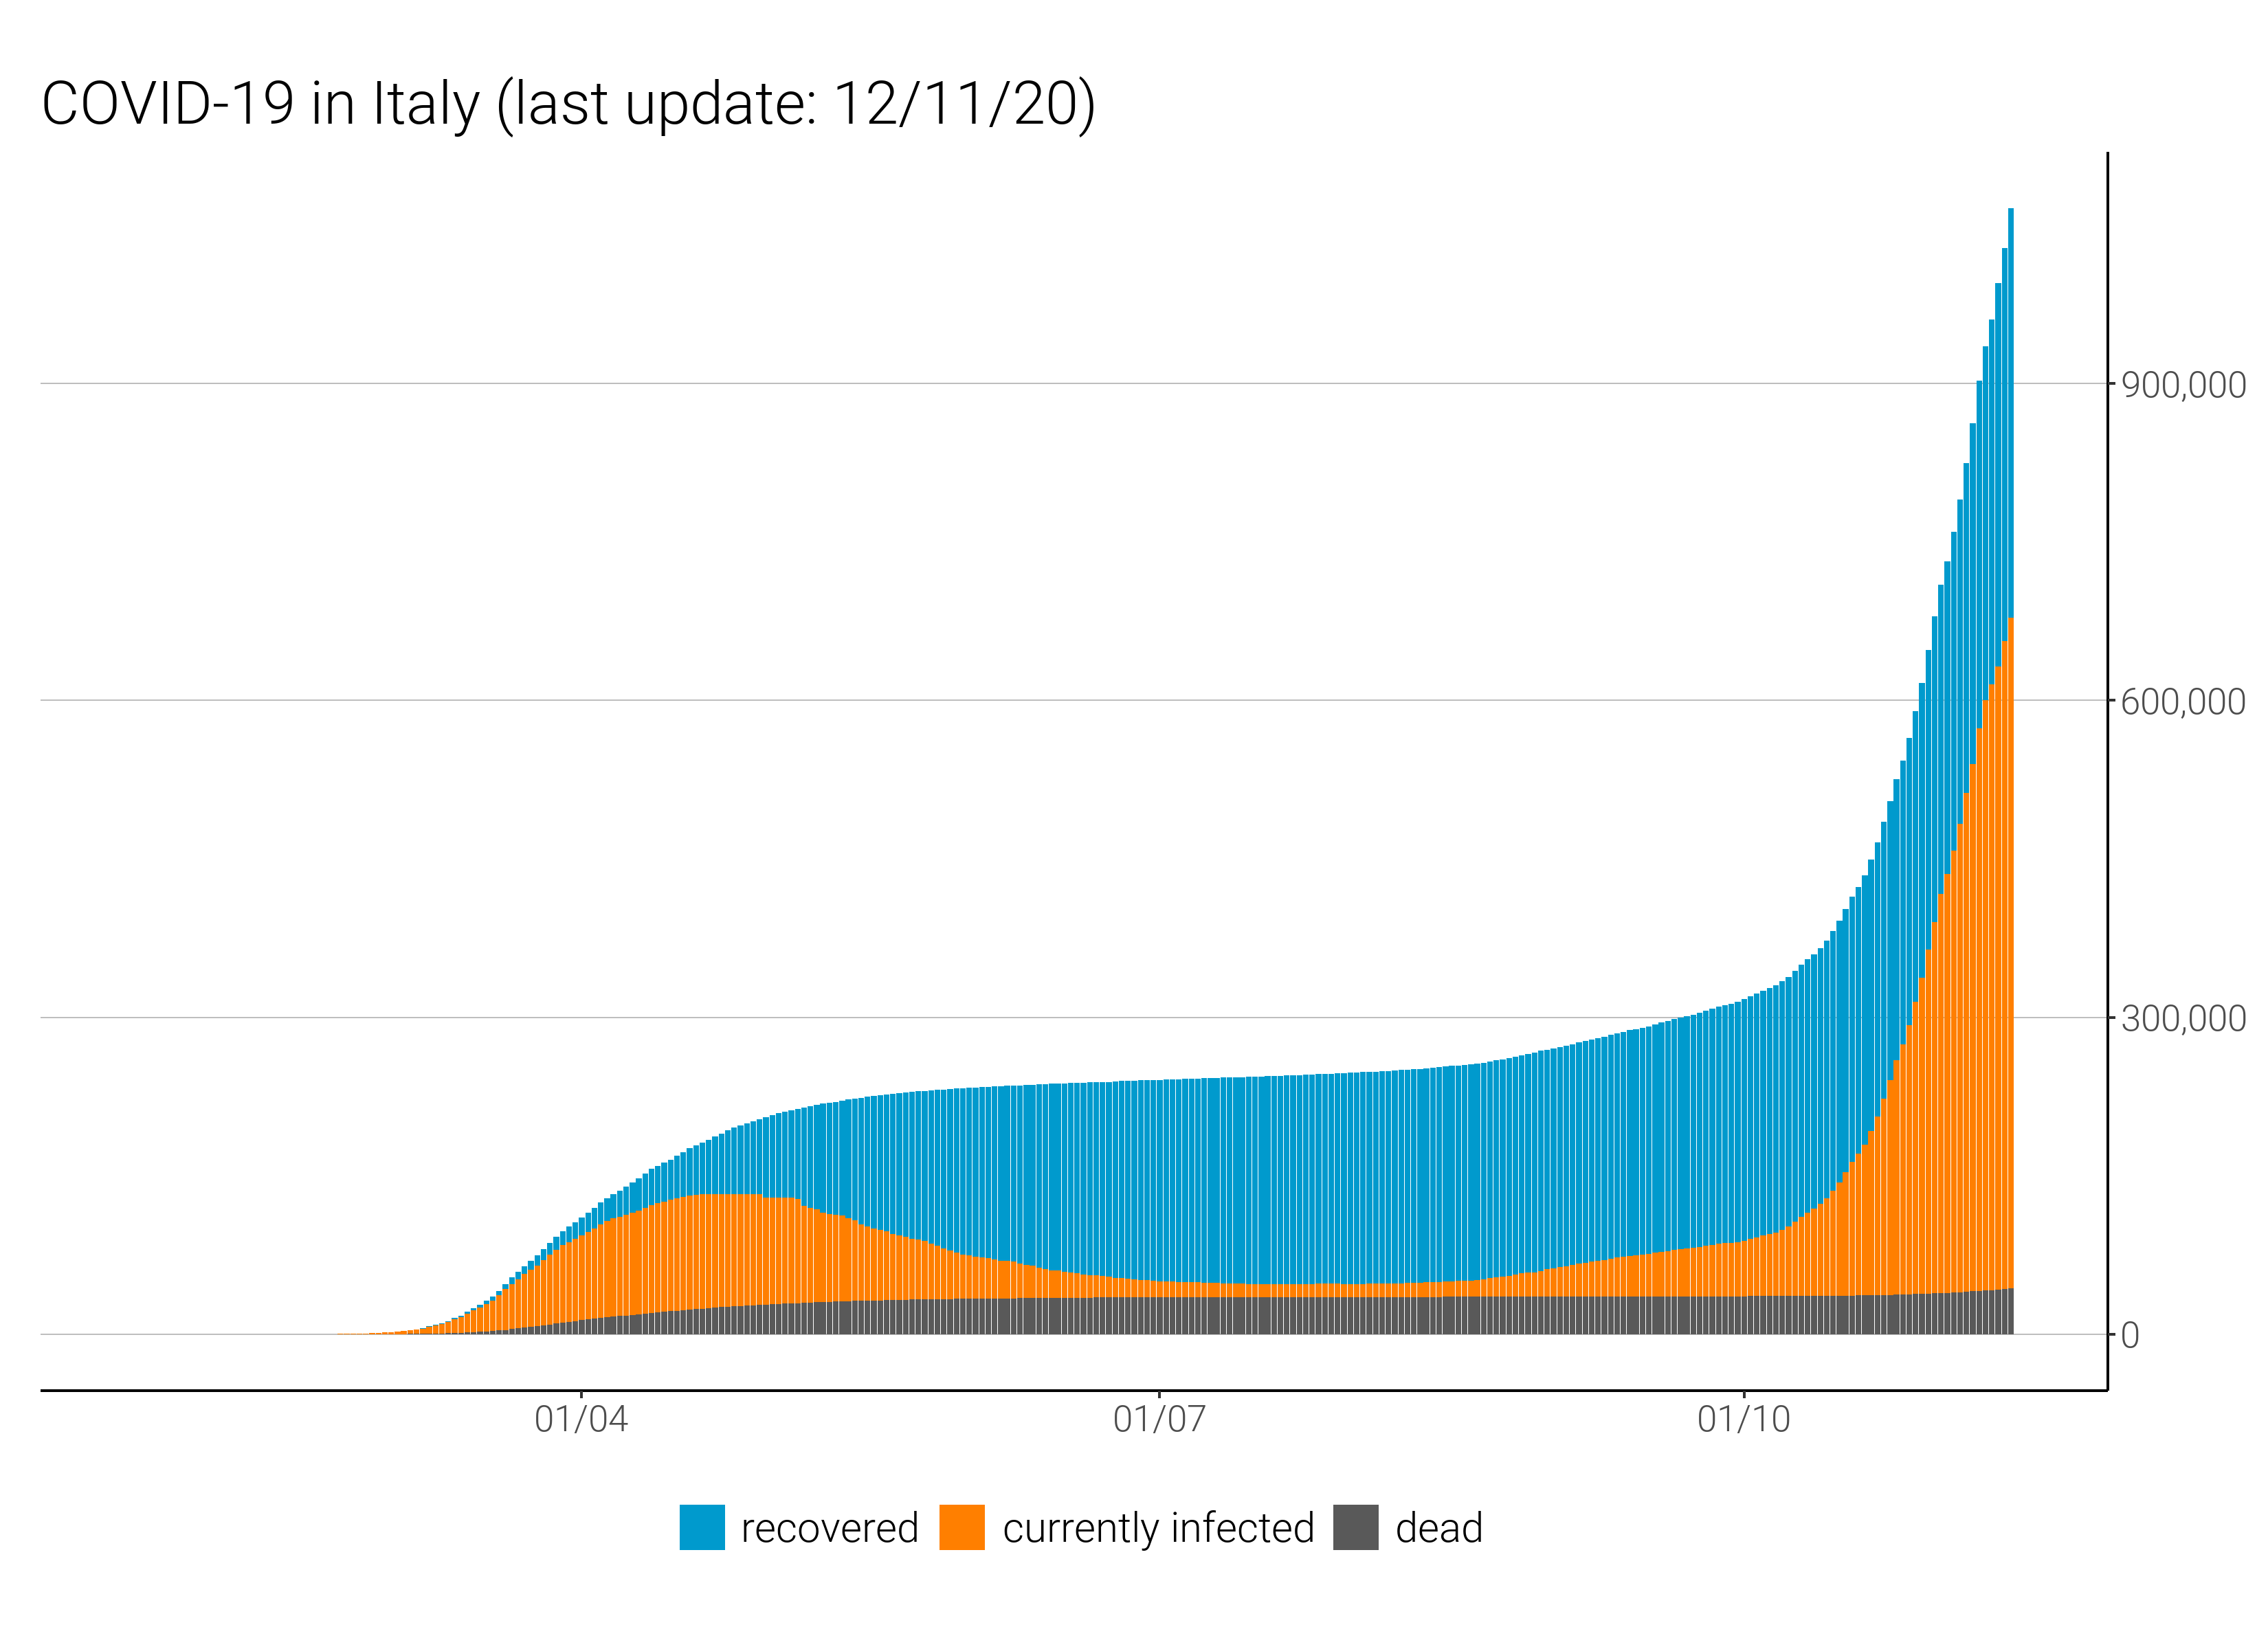 COVID-19 in Italy (last update: 12/11/20)
900,000
600,000
300,000
0
01/04 01/07 01/10
recovered currently infected dead